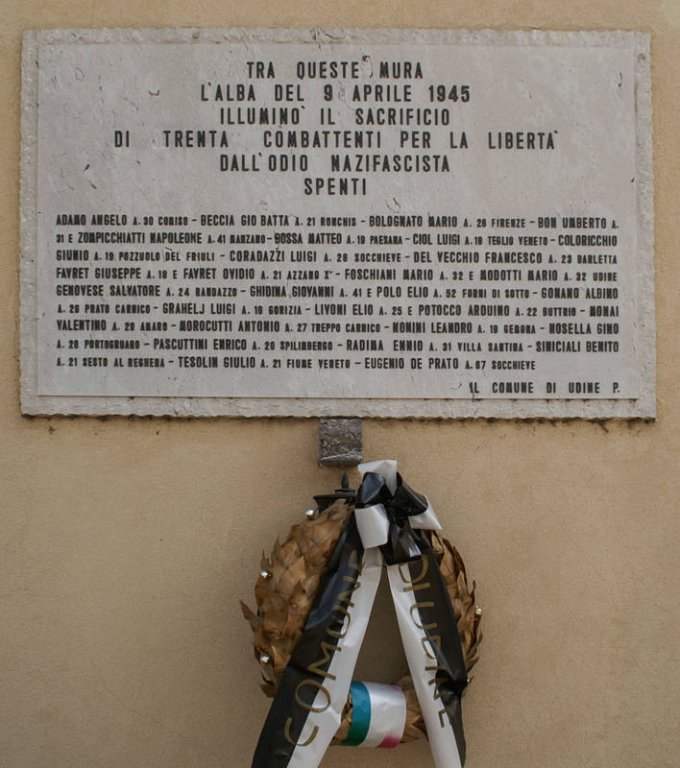 TRA QUESTE MURA
L'ALBA DEL 9 APRILE 1945
ILLUMINO' IL SACRIFICIO
DI TRENTA COMBATTENTI PER LA LIBERTA'
DALL'ODIO NAZIFASCISTA
SPENTI
ADAMO ANGELO A. 30 COMISO - BECCIA GIO BATTA A. 21 RONCHIS - BOLOGNATO MARIO A. 26 FIRENZE - BON UMBERTO A.
31 E ZOMPICCHIATTI NAPOLEONE A. 41 MANZANO - BOSSA MATTEO A. 19 PAESANA - CIOL LUIGI A. 19 TEGLIO VENETO - COLORICCHIO
GIUNIO A. 19 POZZUOLO DEL FRIULI - CORADAZZI LUIGI A. 26 SOCCHIEVE - DEL VECCHIO FRANCESCO A. 23 BARLETTA
FAVRET GIUSEPPE A. 18 E FAVRET OVIDIO A. 21 AZZANO X° - FOSCHIANI MARIO A. 32 E MODOTTI MARIO A. 32 UDINE
GENOVESE SALVATORE A. 24 RANDAZZO - GHIDINA GIOVANNI A. 41 E POLO ELIO A. 52 FORNI DI SOTTO - GONANO ALBINO
A. 26 PRATO CARNICO - GRAHELJ LUIGI A. 18 GORIZIA - LIVONI ELIO A. 25 E POTOCCO ARDUINO A. 22 BUTTRIO - MONAI
VALENTINO A. 28 AMARO - MOROCUTTI ANTONIO A. 27 TREPPO CARNICO - NONINI LEANDRO A. 19 GEMONA - NOSELLA GINO
A. 26 PORTOGRUARO - PASCUTTINI ENRICO A. 20 SPILIMBERGO - RADINA ENNIO A. 31 VILLA SANTINA - SINICIALI BENITO
A. 21 SESTO AL REGHENA - TESOLIN GIULIO A. 21 FIUME VENETO - EUGENIO DE PRATO A. 67 SOCCHIEVE
IL COMUNE DI UDINE P.
COMUNE
DI UDINE